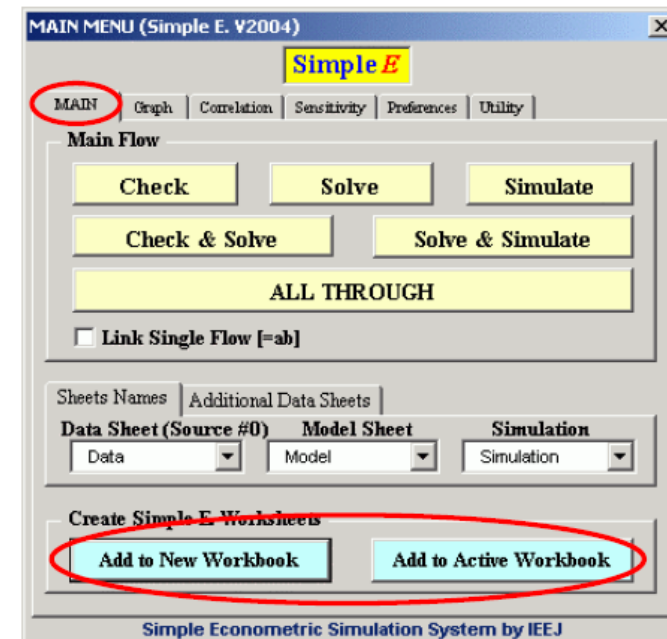 MAIN MENU (Simple E. V2004)
Simple E
MAIN Graph Correlation Sensitivity Preferences Utility
Main Flow
Check Solve Simulate
Check & Solve Solve & Simulate
ALL THROUGH
Link Single Flow [=ab]
Sheets Names Additional Data Sheets
Data Sheet (Source #0) Model Sheet Simulation
Data Model Simulation
Create Simple E Worksheets
Add to New Workbook Add to Active Workbook
Simple Econometric Simulation System by IEEJ